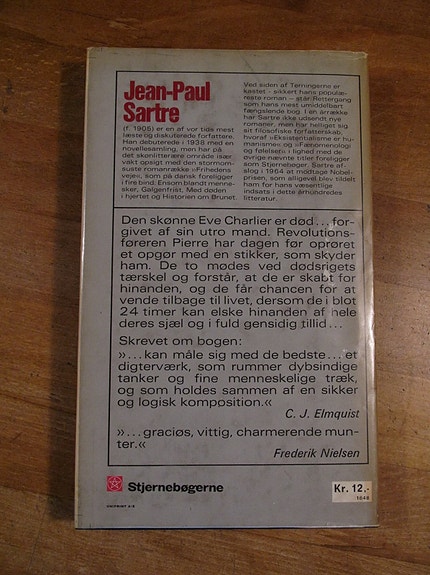 Jean-Paul
Sartre
(f. 1905) er en af vor tids mest
læste og diskuterede forfattere.
Han debuterede i 1938 med en
novellesamling, men har på
det skønlitterære område især
vakt opsigt med den stormom-
suste romanrække »Frihedens
veje«, som på dansk foreligger
i fire bind: Ensom blandt menne-
sker, Galgenfrist, Med døden
i hjertet og Historien om Brunet.
Ved siden af Terningerne er
kastet - sikkert hans populæ-
reste roman – står Rettergang
som hans mest umiddelbart
fængslende bog. I en årrække
har Sartre ikke udsendt nye
romaner, men har helliget sig
sit filosofiske forfatterskab,
hvoraf »Eksistentialisme er hu-
manisme« og »Fænomenologi
og følelser« i lighed med de
øvrige nævnte titler foreligger
som Stjernebøger. Sartre af-
slog i 1964 at modtage Nobel-
prisen, som alligevel blev tildelt
ham for hans væsentlige
indsats i dette århundredes
litteratur.
Den skønne Eve Charlier er død... for-
givet af sin utro mand. Revolutions-
føreren Pierre har dagen før oprøret
et opgør med en stikker, som skyder
ham. De to mødes ved dødsrigets
tærskel og forstår, at de er skabt for
hinanden, og de får chancen for at
vende tilbage til livet, dersom de i blot
24 timer kan elske hinanden af hele
deres sjæl og i fuld gensidig tillid...
Skrevet om bogen:
»...kan måle sig med de bedste... et
digterværk, som rummer dybsindige
tanker og fine menneskelige træk,
og som holdes sammen af en sikker
og logisk komposition.«
C. J. Elmquist
»...graciøs, vittig, charmerende mun-
ter.«
Frederik Nielsen
Stjernebøgerne
Kr. 12,-
1648